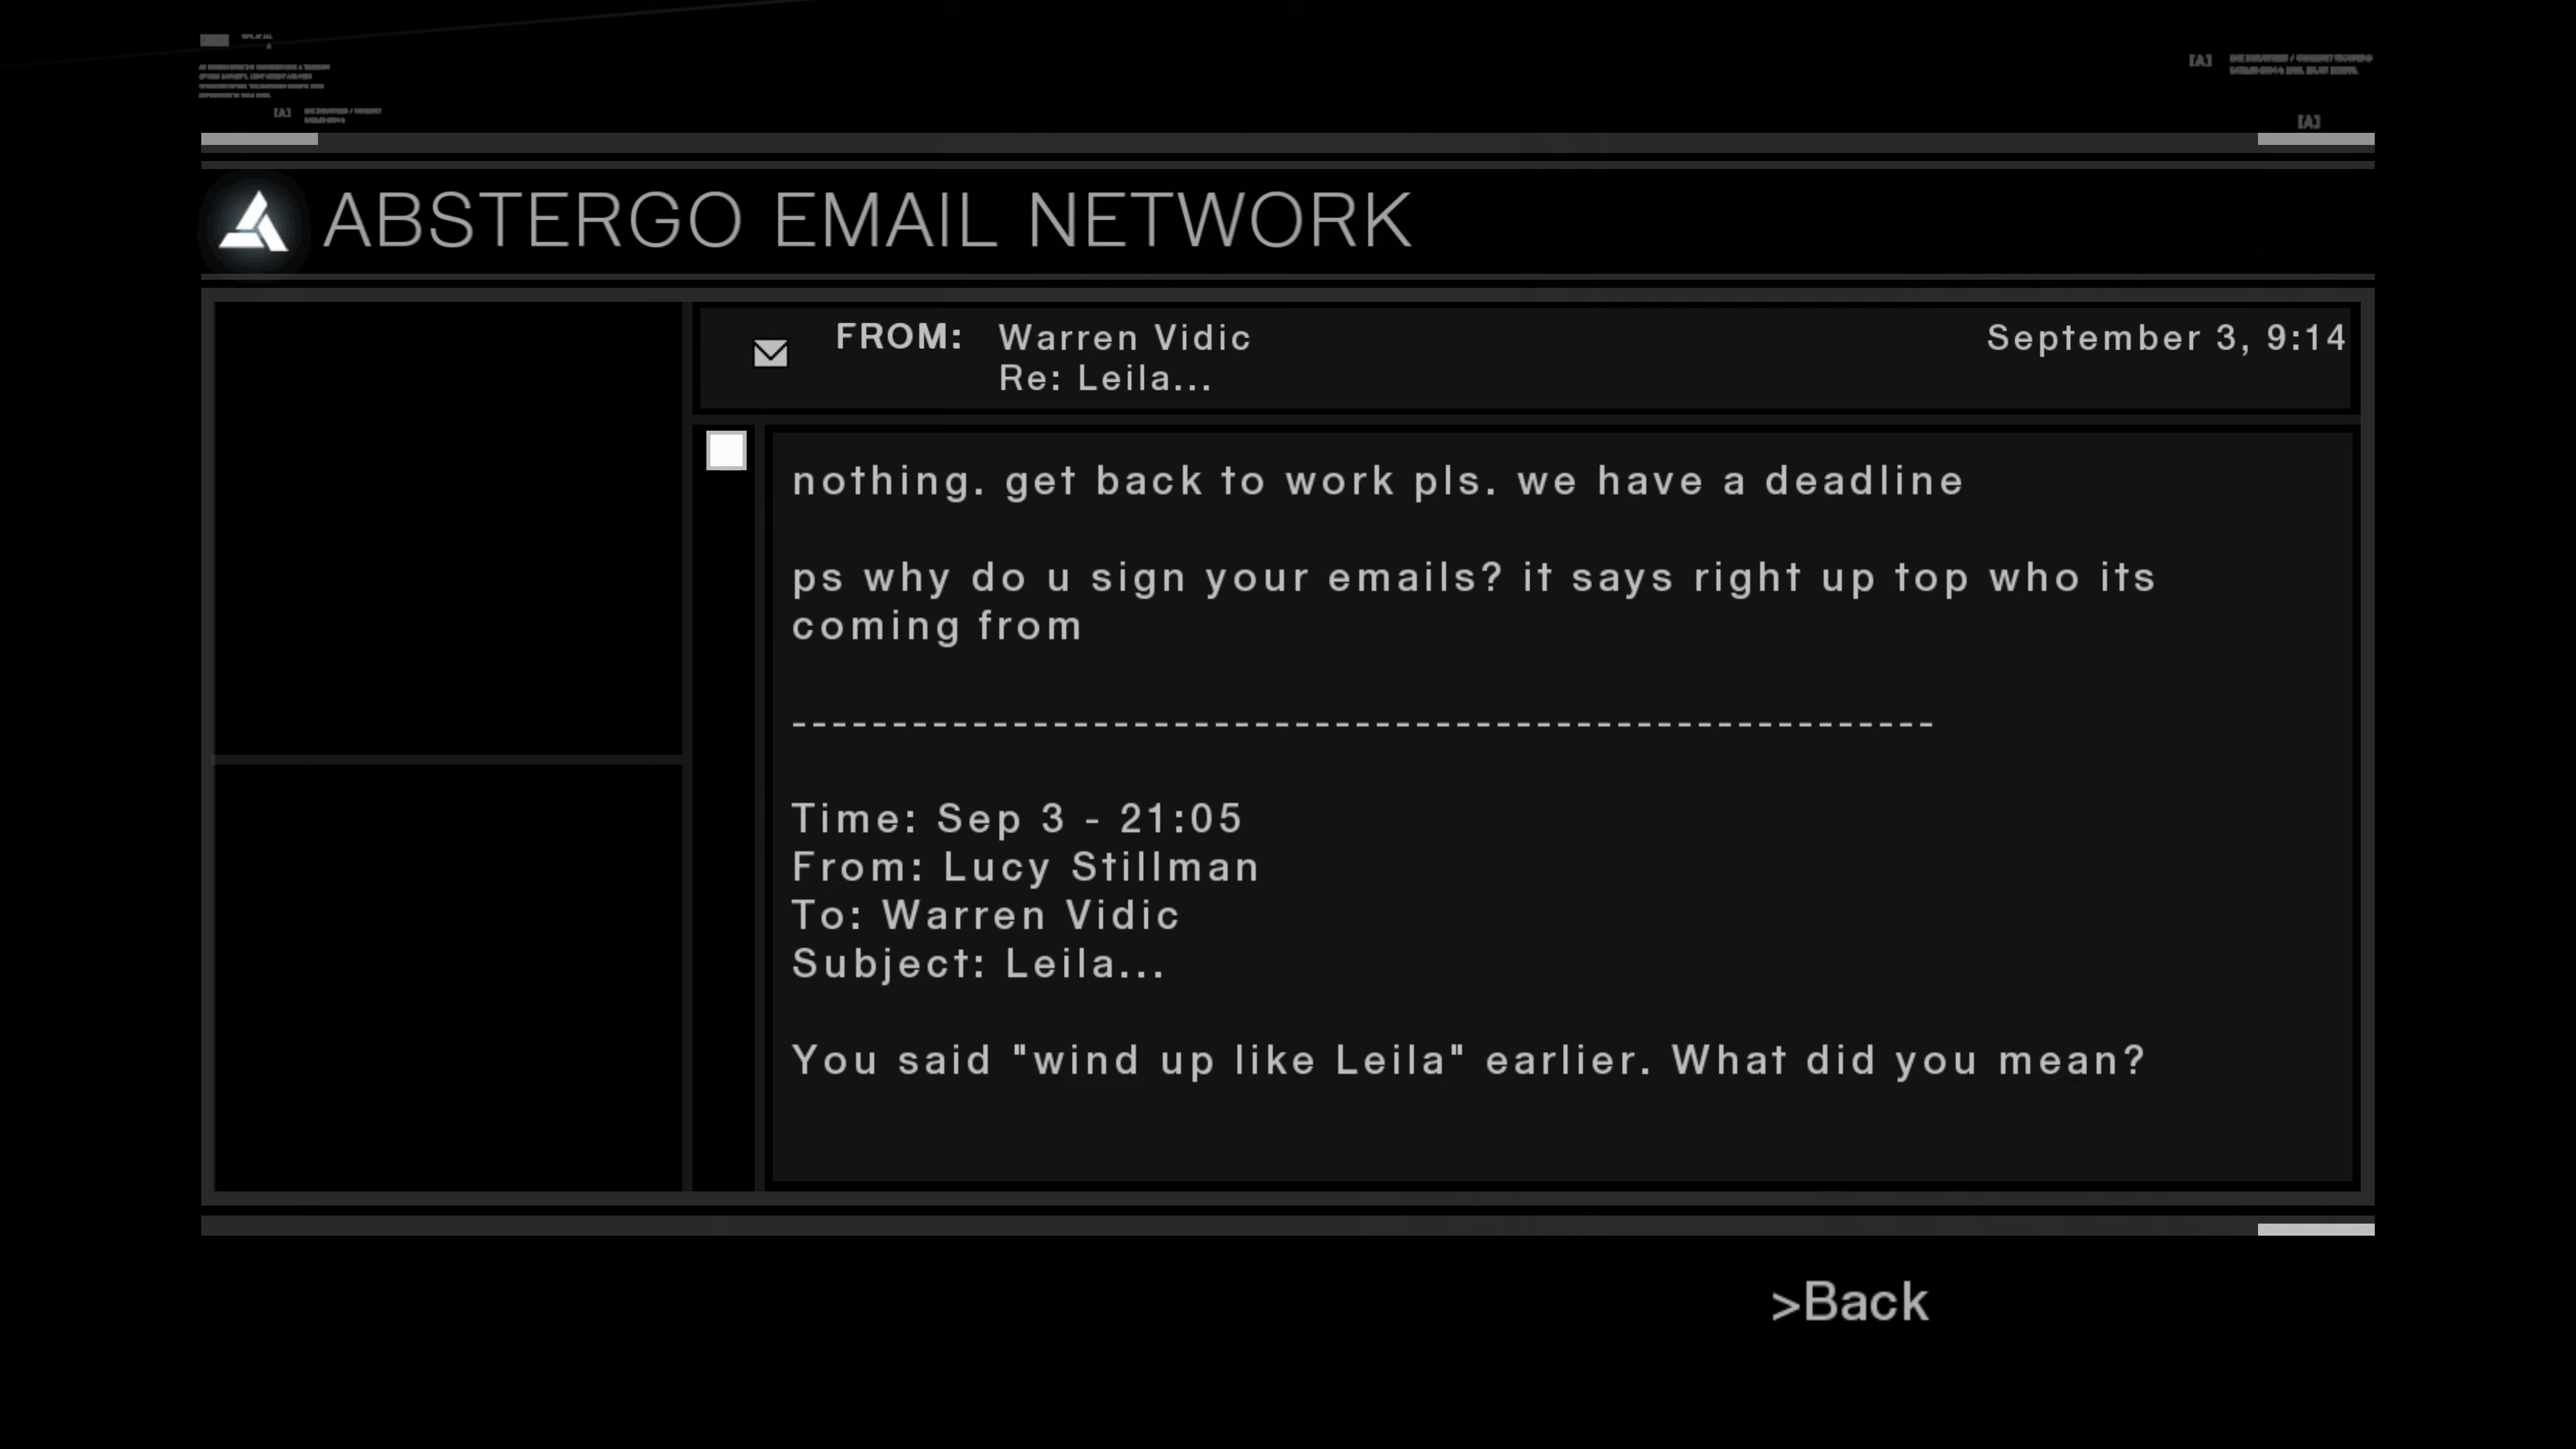 [A]
[A]
[A]
ABSTERGO EMAIL NETWORK
FROM: Warren Vidic
September 3, 9:14
Re: Leila...
nothing. get back to work pls. we have a deadline
ps why do u sign your emails? it says right up top who its
coming from
---------------------------------------------------------
Time: Sep 3 - 21:05
From: Lucy Stillman
To: Warren Vidic
Subject: Leila...
You said "wind up like Leila" earlier. What did you mean?
>Back